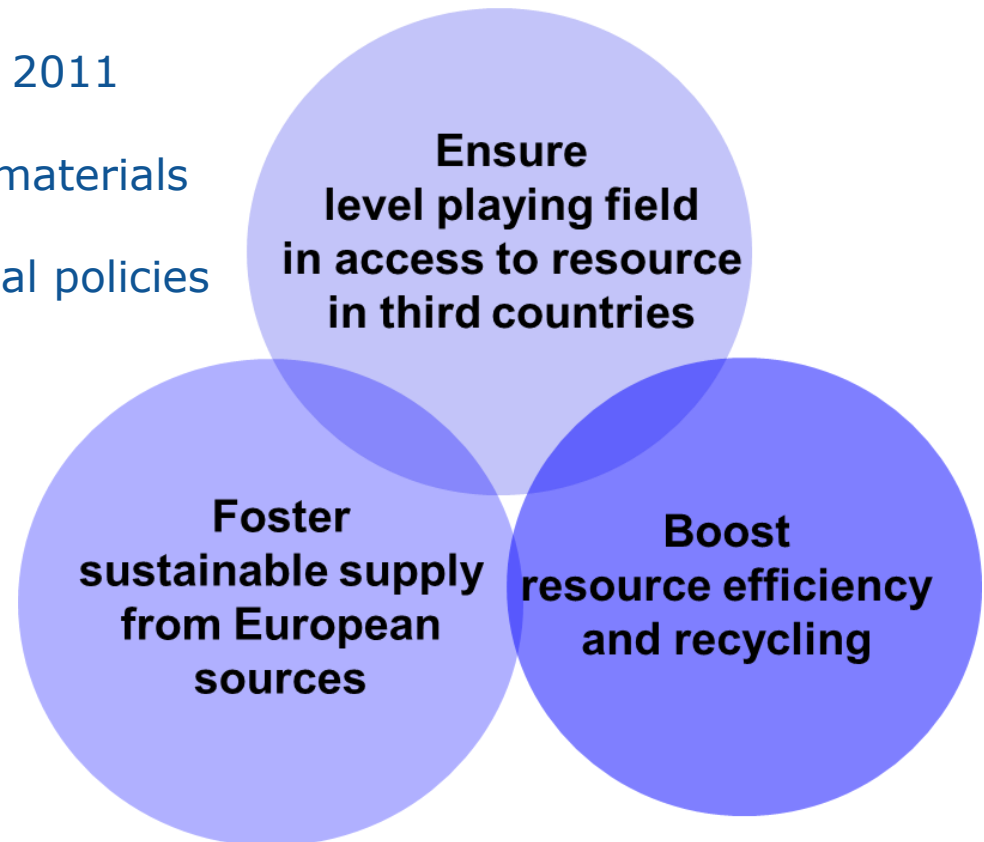 2011
materials
al policies
Ensure
level playing field
in access to resource
in third countries
Foster
sustainable supply
from European
sources
Boost
resource efficiency
and recycling